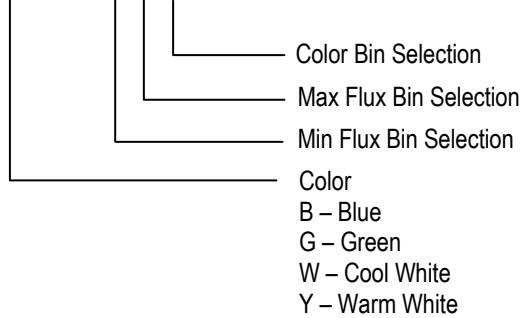 Color Bin Selection
Max Flux Bin Selection
Min Flux Bin Selection
Color
B – Blue
G – Green
W – Cool White
Y – Warm White